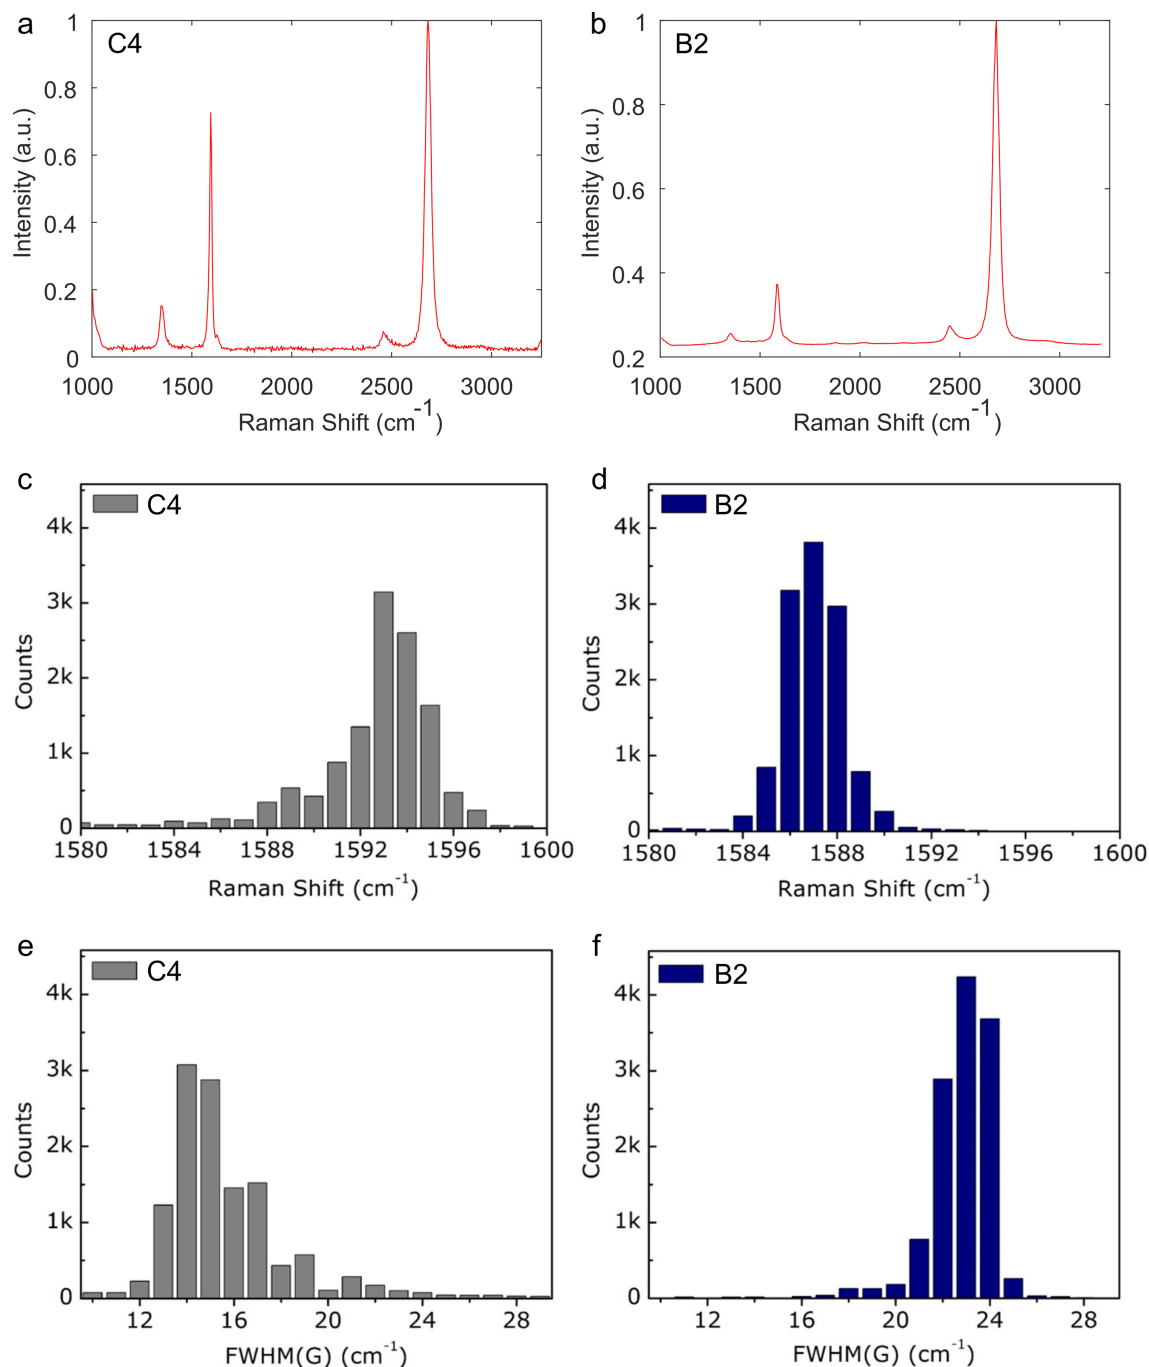 a
C4
1
0.8
0.6
0.4
0.2
0
Intensity (a.u.)
1000 1500 2000 2500 3000
Raman Shift (cm⁻¹)
b
B2
1
0.8
0.6
0.4
0.2
Intensity (a.u.)
1000 1500 2000 2500 3000
Raman Shift (cm⁻¹)
c
C4
4k
3k
2k
1k
0
Counts
1580 1584 1588 1592 1596 1600
Raman Shift (cm⁻¹)
d
B2
4k
3k
2k
1k
0
Counts
1580 1584 1588 1592 1596 1600
Raman Shift (cm⁻¹)
e
C4
4k
3k
2k
1k
0
Counts
12 16 20 24 28
FWHM(G) (cm⁻¹)
f
B2
4k
3k
2k
1k
0
Counts
12 16 20 24 28
FWHM(G) (cm⁻¹)